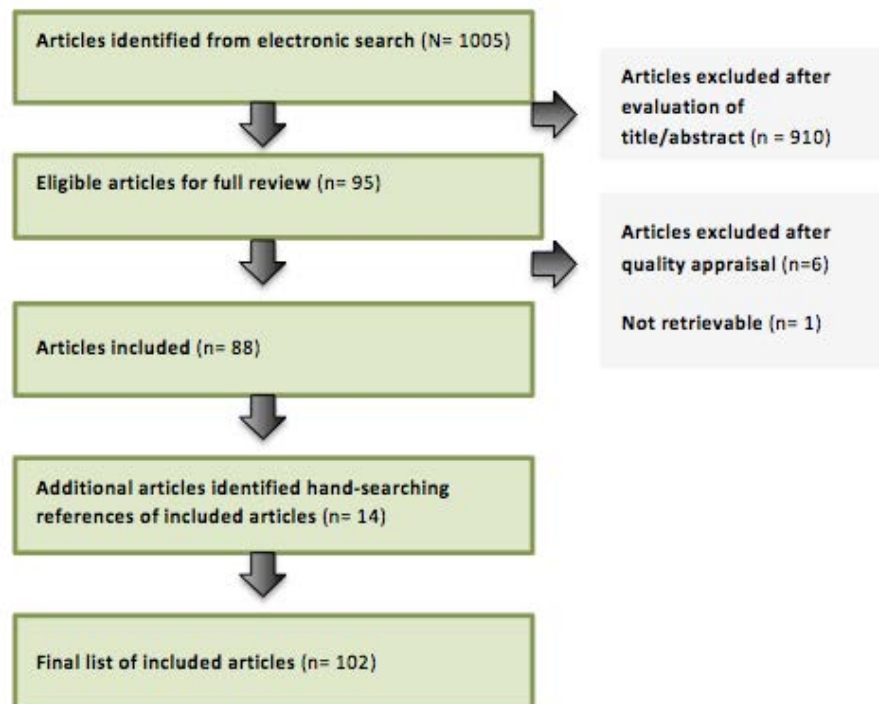 Articles identified from electronic search (N= 1005)
Articles excluded after
evaluation of
title/abstract (n = 910)
Eligible articles for full review (n= 95)
Articles excluded after
quality appraisal (n=6)
Not retrievable (n= 1)
Articles included (n= 88)
Additional articles identified hand-searching
references of included articles (n= 14)
Final list of included articles (n= 102)